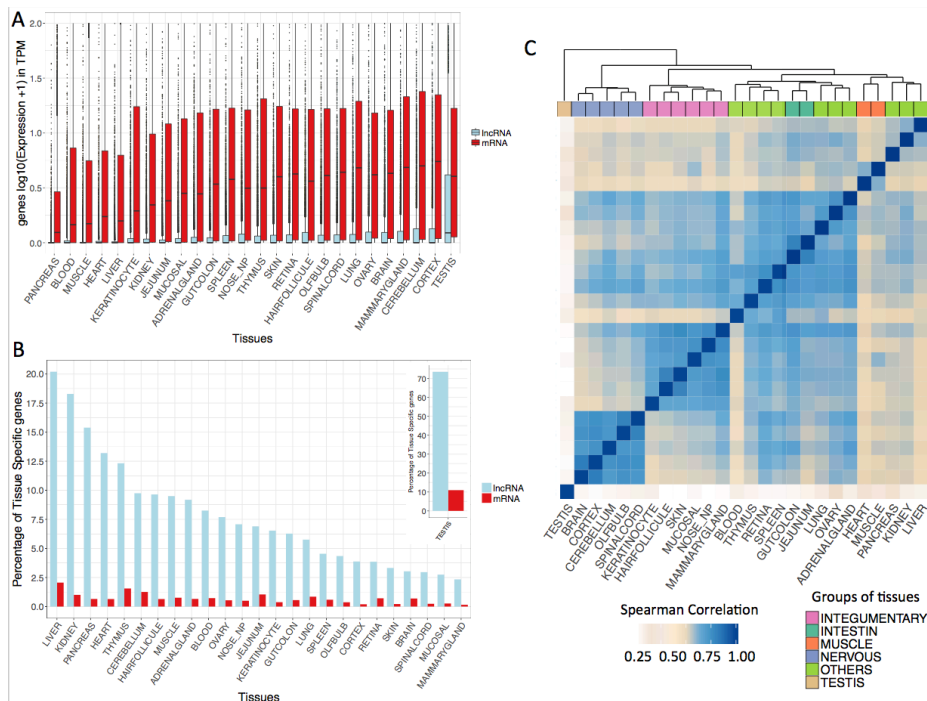 A
genes log10(Expression +1) in TPM
2.0
1.5
1.0
0.5
0.0
lncRNA
mRNA
PANCREAS
BLOOD
MUSCLE
HEART
LIVER
KERATINOCYTE
KIDNEY
JEJUNUM
MUCOSAL
ADRENALGLAND
GUTCOLON
SPLEEN
NOSE_NP
THYMUS
SKIN
RETINA
HAIRFOLLICULE
OLFBULB
SPINALCORD
LUNG
OVARY
BRAIN
MAMMARYGLAND
CEREBELLUM
CORTEX
TESTIS
Tissues
B
Percentage of Tissue Specific genes
20.0
17.5
15.0
12.5
10.0
7.5
5.0
2.5
0.0
Percentage of Tissue Specific genes
70
60
50
40
30
20
10
0
TESTIS
lncRNA
mRNA
LIVER
KIDNEY
PANCREAS
HEART
THYMUS
CEREBELLUM
HAIRFOLLICULE
MUSCLE
ADRENALGLAND
BLOOD
OVARY
NOSE_NP
JEJUNUM
KERATINOCYTE
GUTCOLON
LUNG
SPLEEN
OLFBULB
CORTEX
RETINA
SKIN
BRAIN
SPINALCORD
MUCOSAL
MAMMARYGLAND
Tissues
C
TESTIS
BRAIN
CORTEX
CEREBELLUM
OLFBULB
SPINALCORD
KERATINOCYTE
HAIRFOLLICULE
SKIN
MUCOSAL
NOSE_NP
MAMMARYGLAND
BLOOD
THYMUS
RETINA
SPLEEN
GUTCOLON
JEJUNUM
LUNG
OVARY
ADRENALGLAND
HEART
MUSCLE
PANCREAS
KIDNEY
LIVER
Spearman Correlation
0.25 0.50 0.75 1.00
Groups of tissues
INTEGUMENTARY
INTESTIN
MUSCLE
NERVOUS
OTHERS
TESTIS